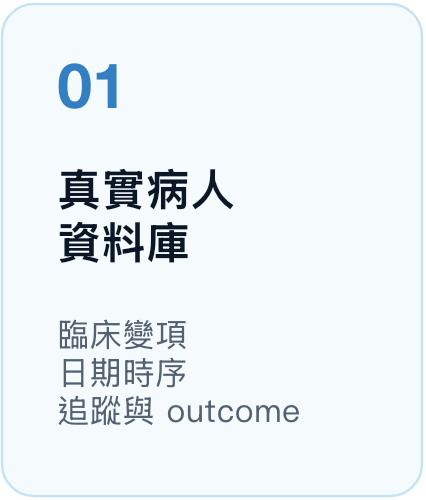 01
真實病人
資料庫
臨床變項
日期時序
追蹤與 outcome